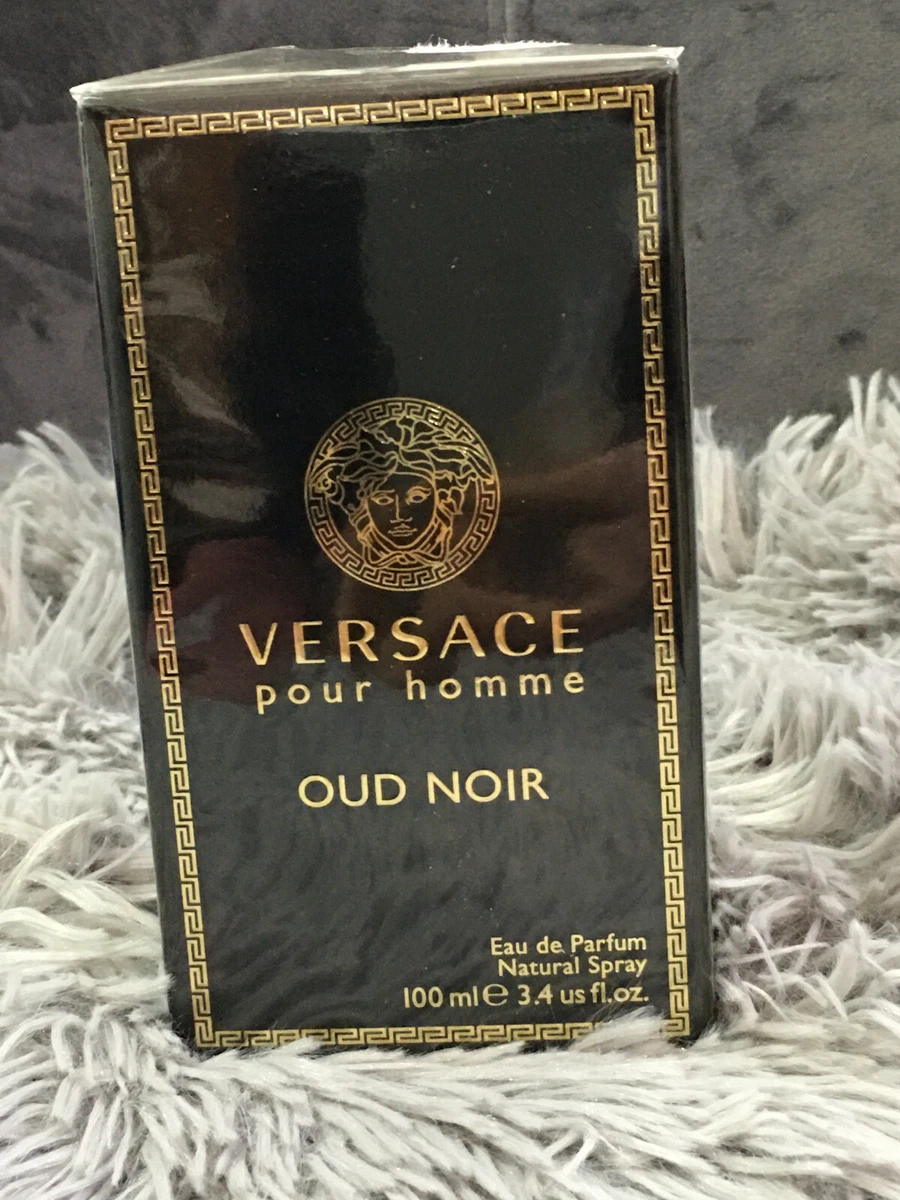 VERSACE
pour homme
OUD NOIR
Eau de Parfum
Natural Spray
100 ml ℮ 3.4 us fl.oz.